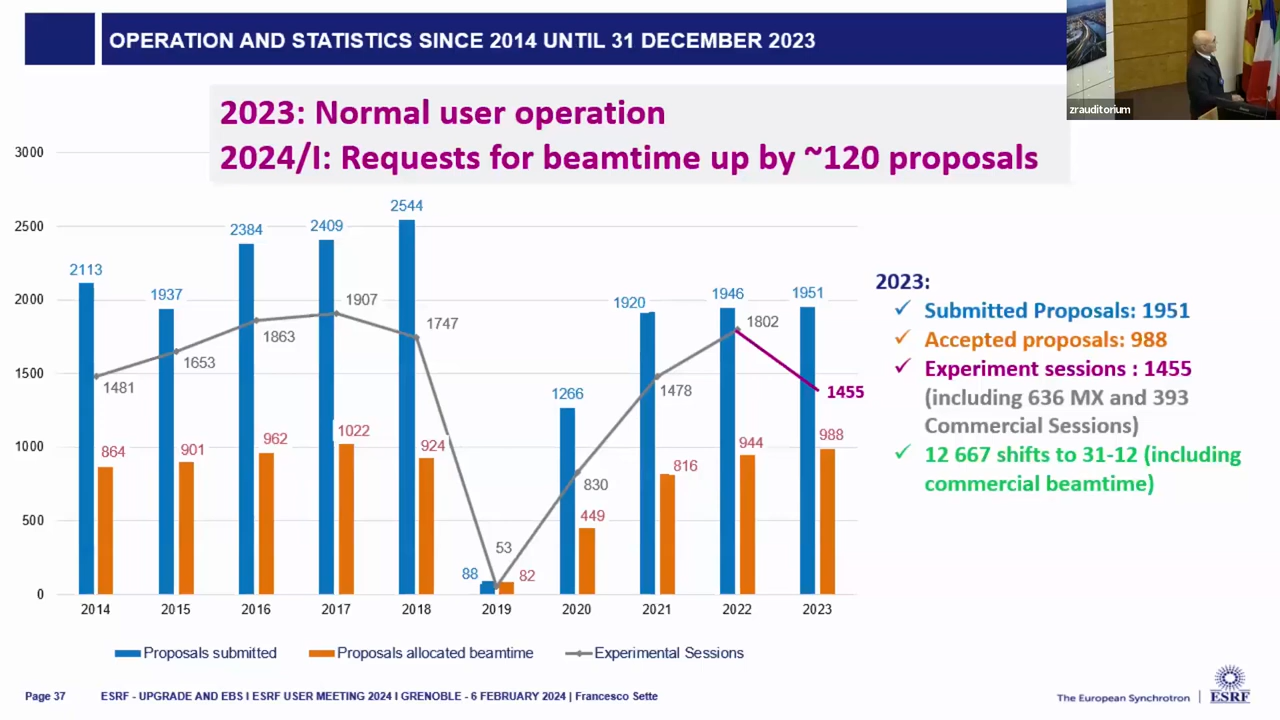 OPERATION AND STATISTICS SINCE 2014 UNTIL 31 DECEMBER 2023
zrauditorium
2023: Normal user operation
2024/I: Requests for beamtime up by ~120 proposals
3000
2500
2000
1500
1000
500
0
2113
1937
2384
2409
2544
88
1266
1920
1946
1951
1481
1653
1863
1907
1747
53
830
1478
1802
1455
864
901
962
1022
924
82
449
816
944
988
2014 2015 2016 2017 2018 2019 2020 2021 2022 2023
Proposals submitted Proposals allocated beamtime Experimental Sessions
2023:
✓ Submitted Proposals: 1951
✓ Accepted proposals: 988
✓ Experiment sessions : 1455
(including 636 MX and 393
Commercial Sessions)
✓ 12 667 shifts to 31-12 (including
commercial beamtime)
Page 37 ESRF - UPGRADE AND EBS I ESRF USER MEETING 2024 I GRENOBLE - 6 FEBRUARY 2024 | Francesco Sette
The European Synchrotron | ESRF